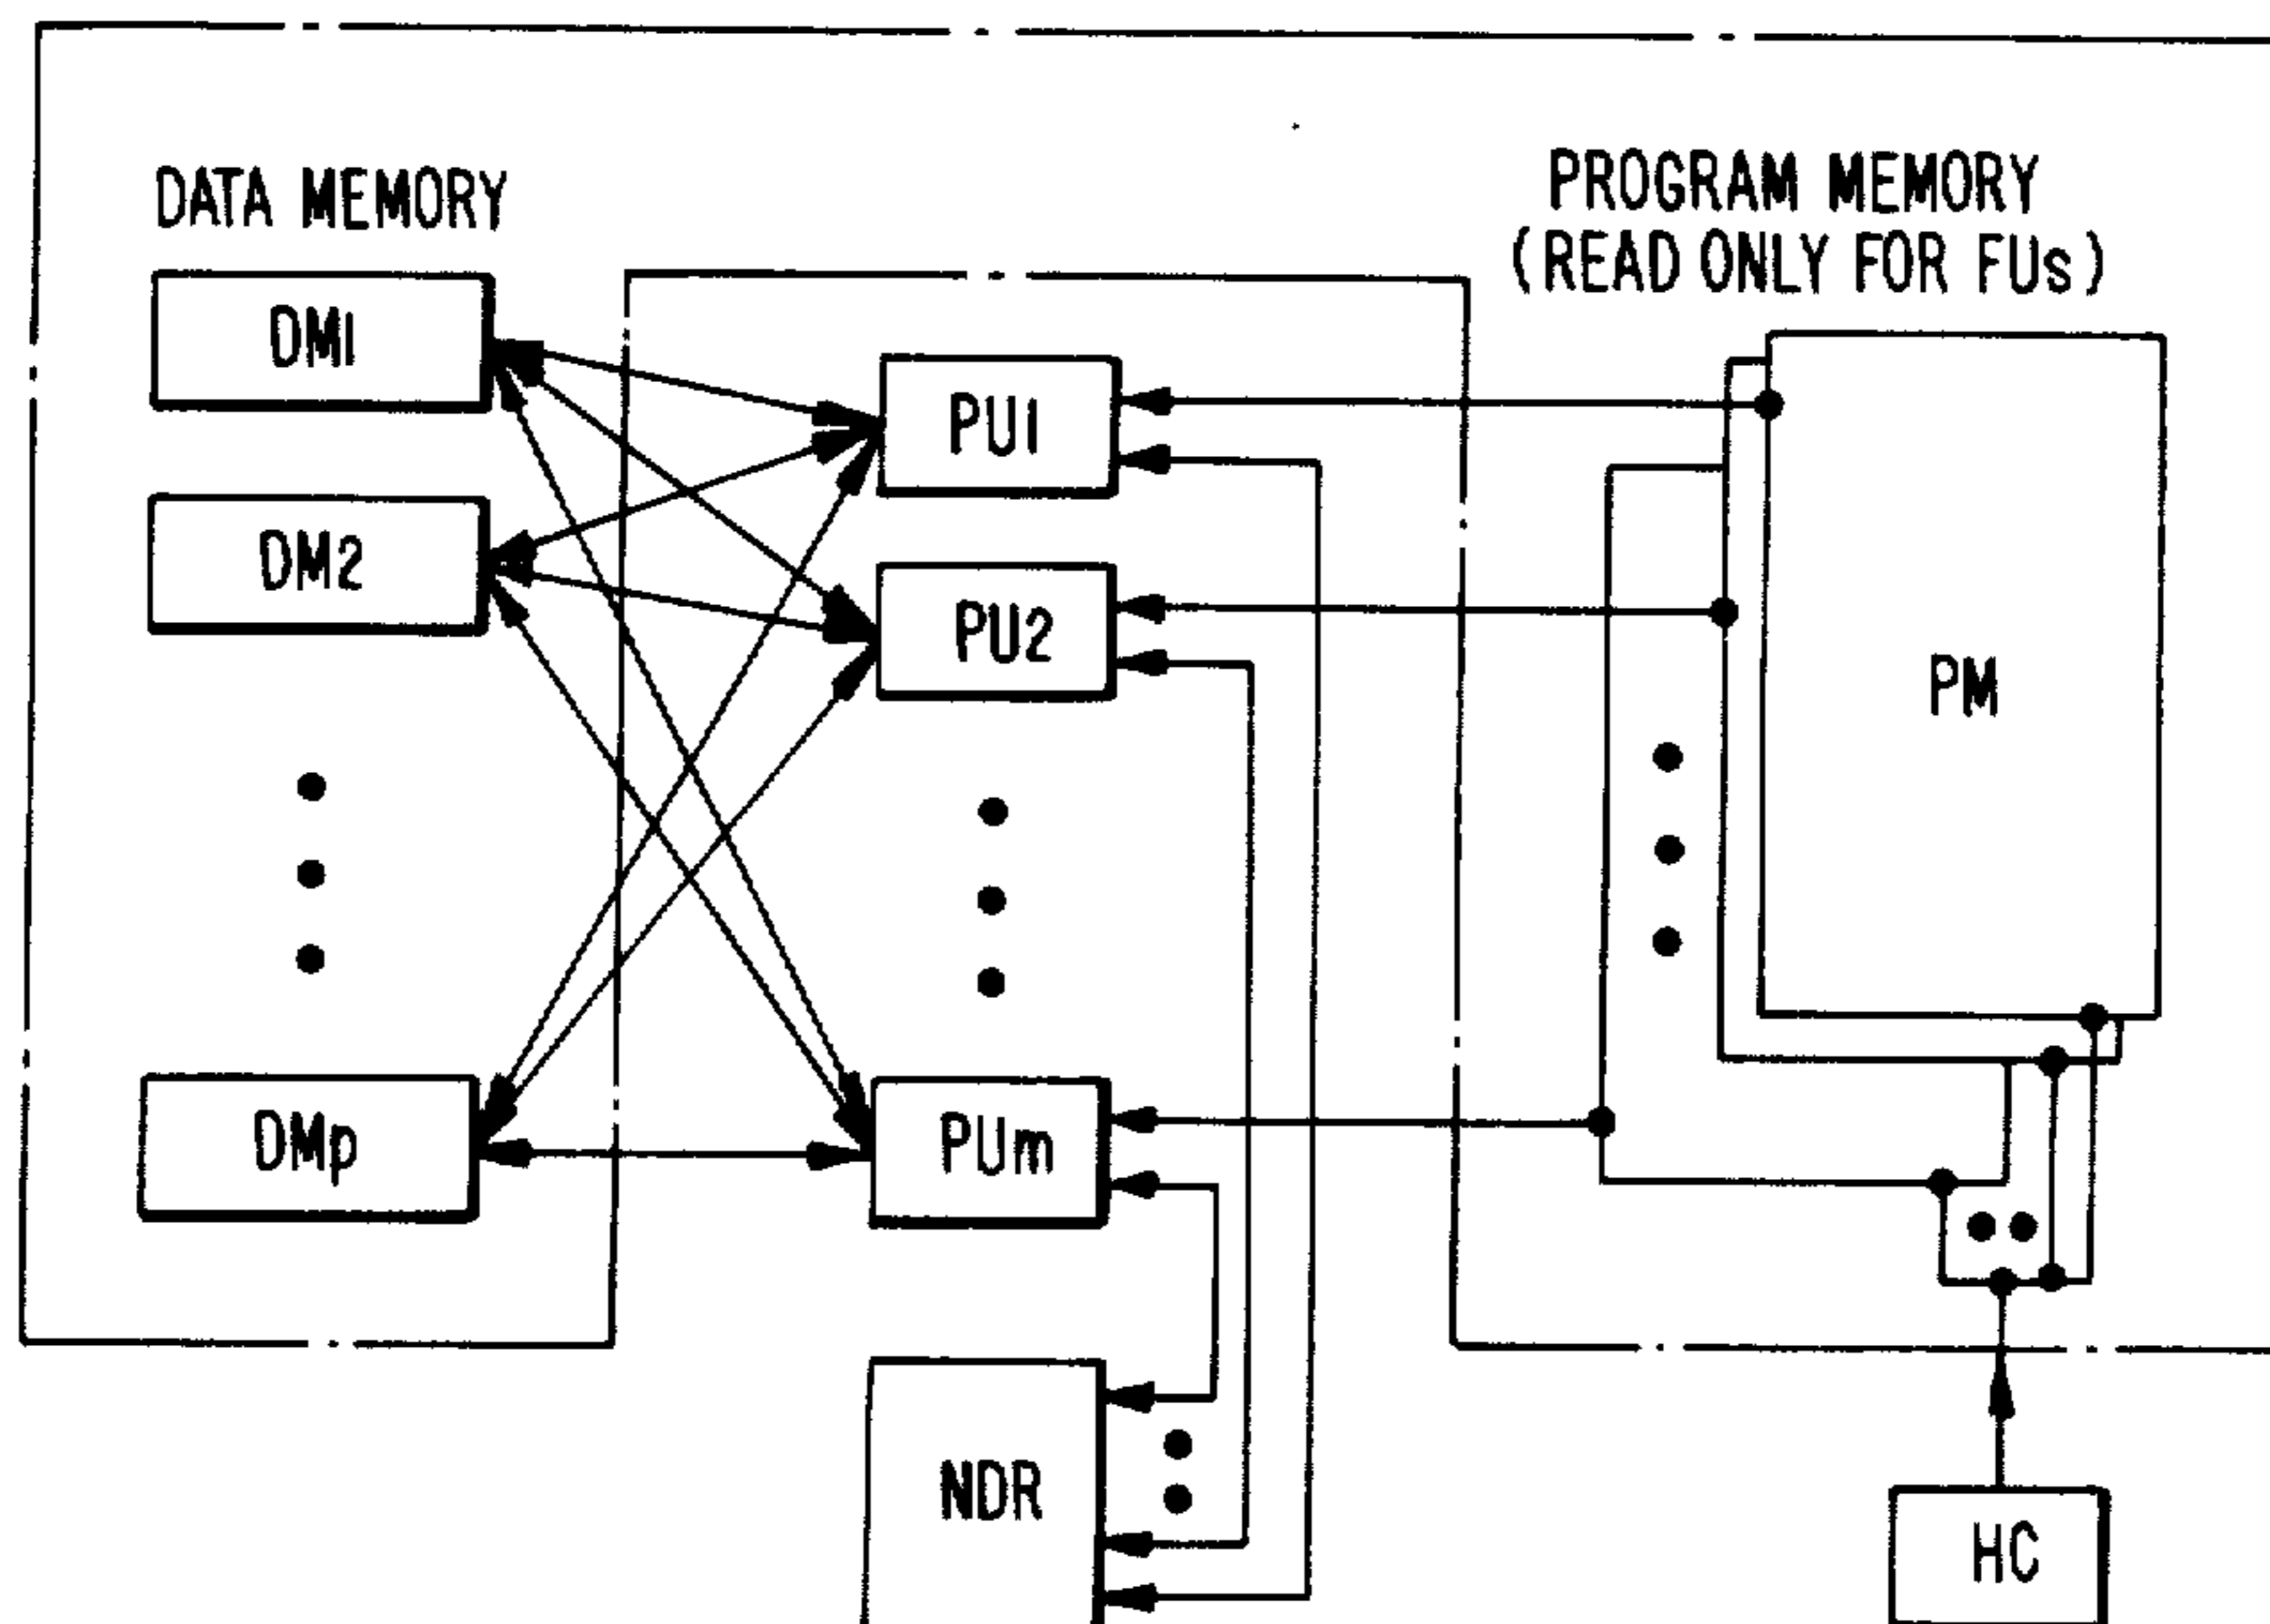 DATA MEMORY
PROGRAM MEMORY
(READ ONLY FOR FUs)
DM1
PU1
DM2
PU2
PM
DMp
PUm
NDR
HC